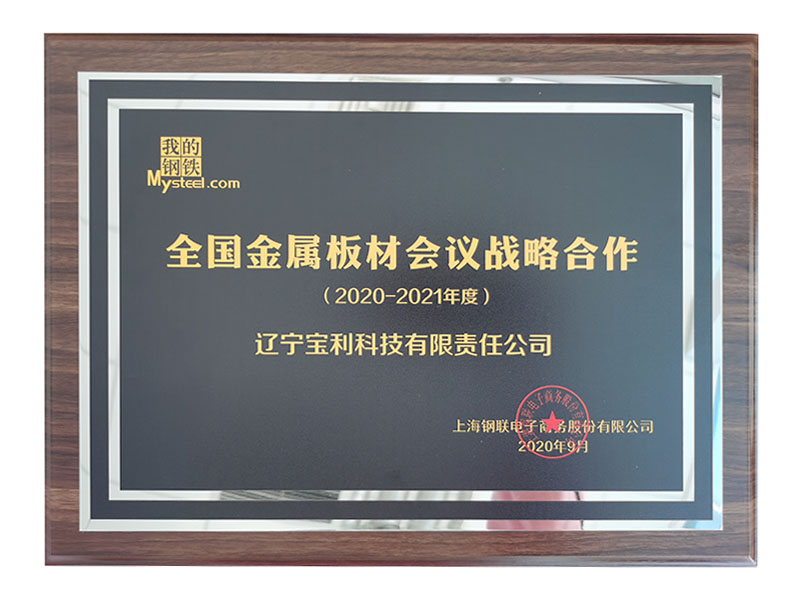 我的
钢铁
Mysteel.com
全国金属板材会议战略合作
（2020-2021年度）
辽宁宝利科技有限责任公司
上海钢联电子商务股份有限公司
2020年9月